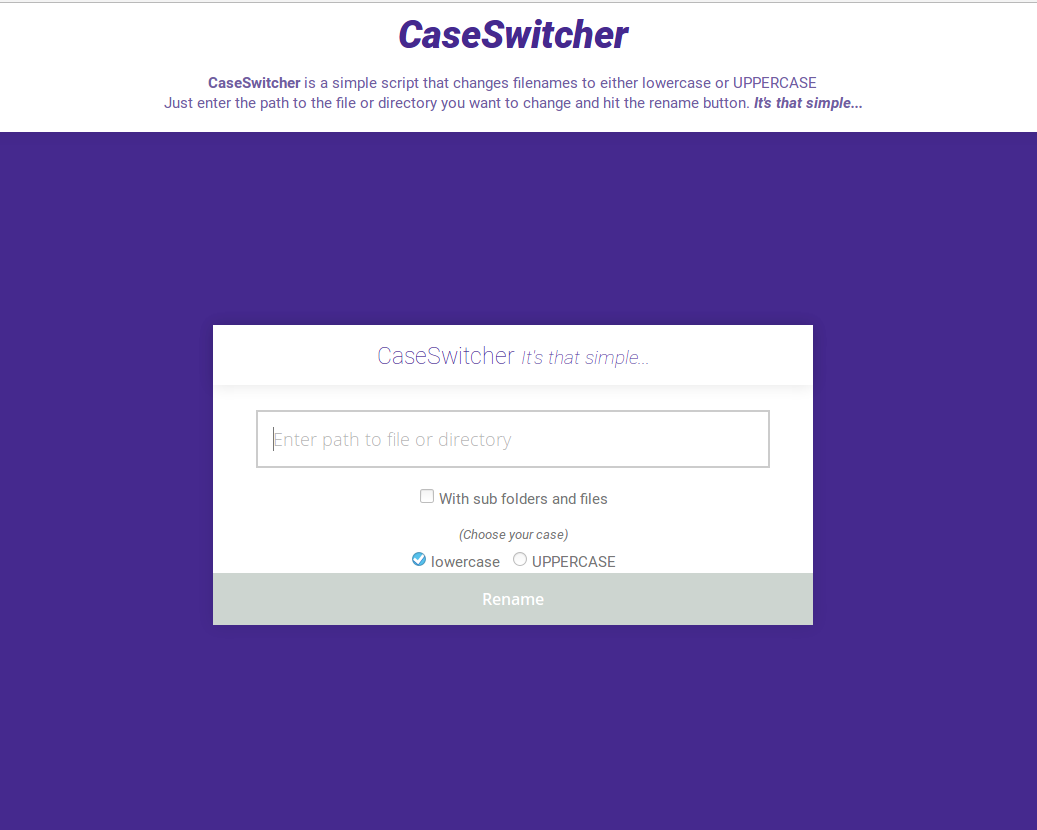 CaseSwitcher
CaseSwitcher is a simple script that changes filenames to either lowercase or UPPERCASE
Just enter the path to the file or directory you want to change and hit the rename button. It's that simple...
CaseSwitcher It's that simple...
Enter path to file or directory
With sub folders and files
(Choose your case)
lowercase UPPERCASE
Rename